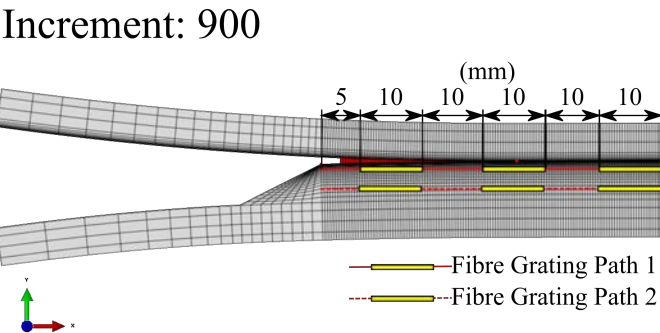 Increment: 900
(mm)
5 10 10 10 10 10
Fibre Grating Path 1
Fibre Grating Path 2
Y
X